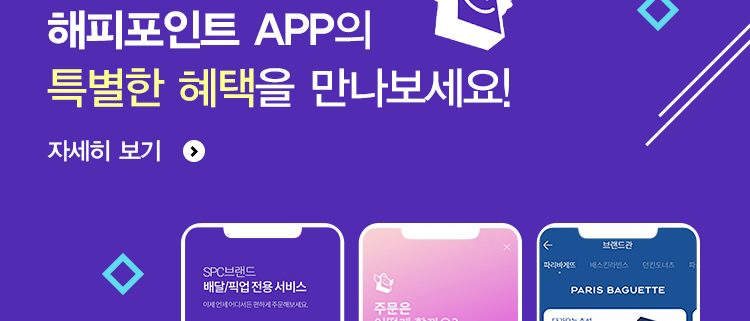 해피포인트 APP의
특별한 혜택을 만나보세요!
자세히 보기
SPC브랜드
배달/픽업 전용 서비스
이제 언제 어디서든 편하게 주문해보세요.
주문은
브랜드관
파리바게뜨 배스킨라빈스 던킨도너츠
PARIS BAGUETTE